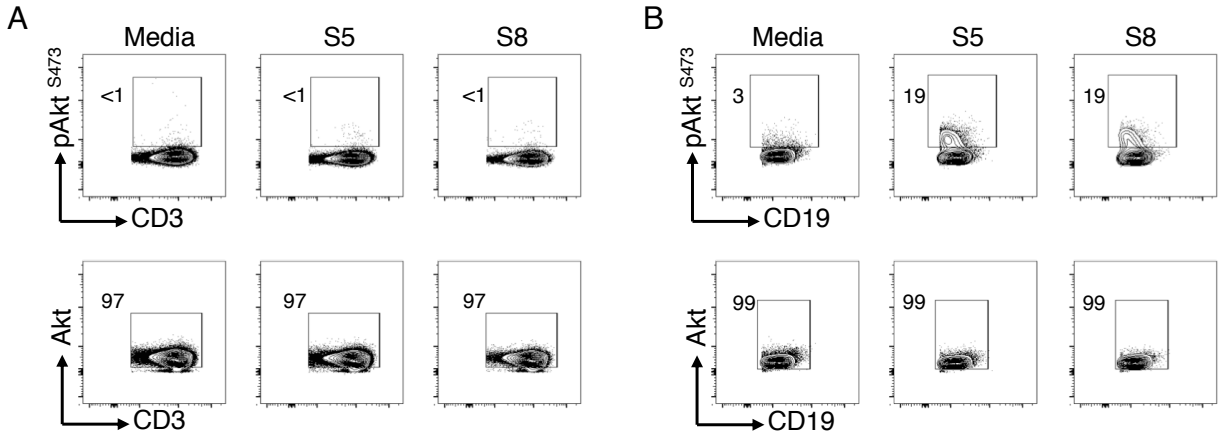 A
Media S5 S8
pAkt S473
<1 <1 <1
CD3
Akt
97 97 97
CD3
B
Media S5 S8
pAkt S473
3 19 19
CD19
Akt
99 99 99
CD19